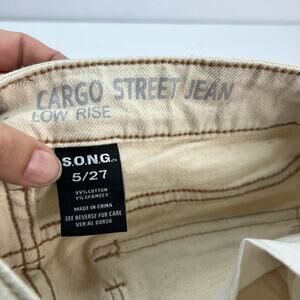 CARGO STREET JEAN
LOW RISE
S.O.N.G.
5/27
99% COTTON
1% SPANDEX
MADE IN CHINA
SEE REVERSE FOR CARE
VER AL DORSO